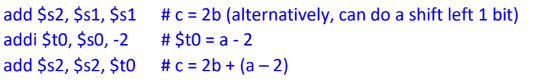 add $s2, $s1, $s1 # c = 2b (alternatively, can do a shift left 1 bit)
addi $t0, $s0, -2 # $t0 = a - 2
add $s2, $s2, $t0 # c = 2b + (a – 2)